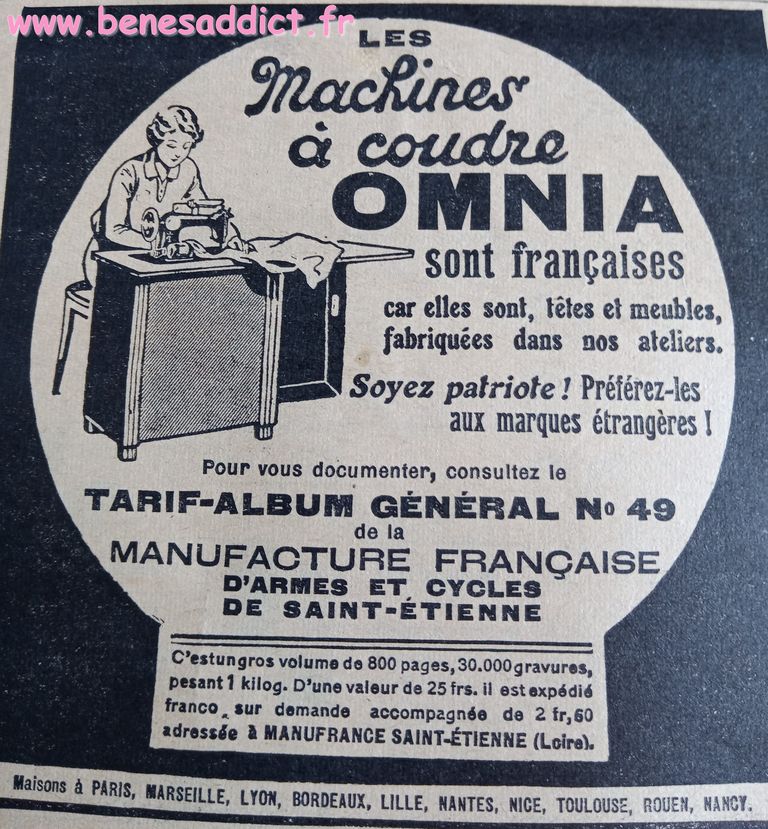 www.benesaddict.fr
LES
Machines
à coudre
OMNIA
sont françaises
car elles sont, têtes et meubles,
fabriquées dans nos ateliers.
Soyez patriote ! Préférez-les
aux marques étrangères !
Pour vous documenter, consultez le
TARIF-ALBUM GÉNÉRAL No 49
de la
MANUFACTURE FRANÇAISE
D'ARMES ET CYCLES
DE SAINT-ÉTIENNE
C'est un gros volume de 800 pages, 30.000 gravures,
pesant 1 kilog. D'une valeur de 25 frs. il est expédié
franco, sur demande accompagnée de 2 fr,60
adressée à MANUFRANCE SAINT-ÉTIENNE (Loire).
Maisons à PARIS, MARSEILLE, LYON, BORDEAUX, LILLE, NANTES, NICE, TOULOUSE, ROUEN, NANCY.